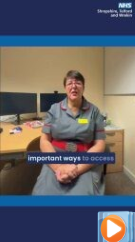 NHS
Shropshire, Telford
and Wrekin
important ways to access